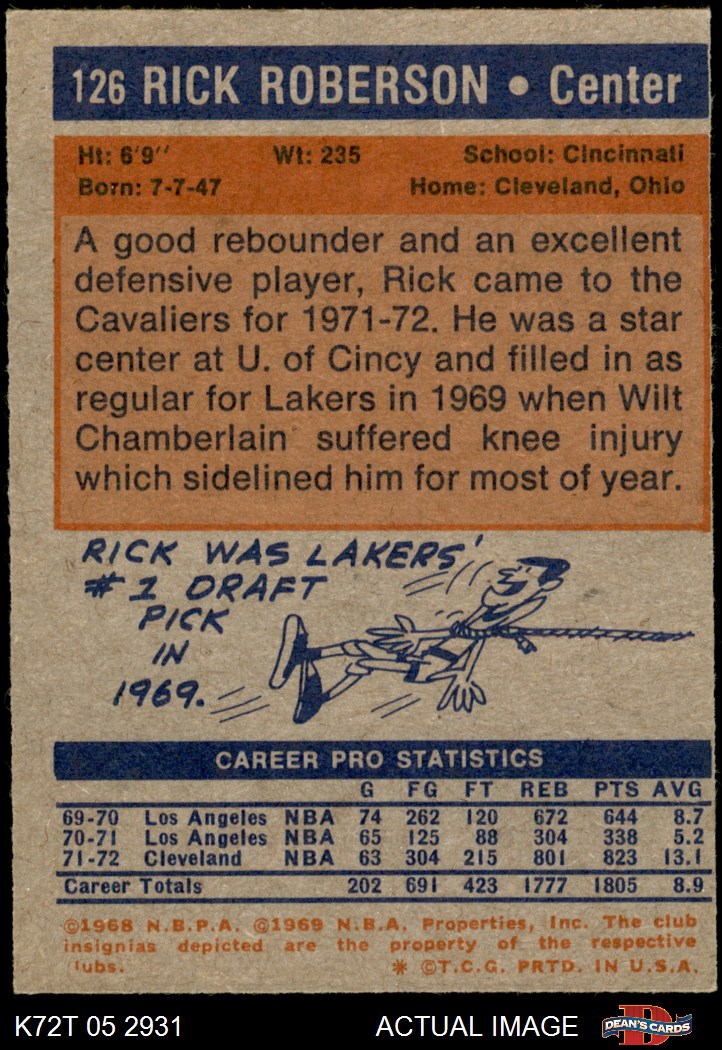 126 RICK ROBERSON • Center
Ht: 6'9'' Wt: 235 School: Cincinnati
Born: 7-7-47 Home: Cleveland, Ohio
A good rebounder and an excellent
defensive player, Rick came to the
Cavaliers for 1971-72. He was a star
center at U. of Cincy and filled in as
regular for Lakers in 1969 when Wilt
Chamberlain suffered knee injury
which sidelined him for most of year.
RICK WAS LAKERS'
#1 DRAFT
PICK
IN
1969.
CAREER PRO STATISTICS
G FG FT REB PTS AVG
69-70 Los Angeles NBA 74 262 120 672 644 8.7
70-71 Los Angeles NBA 65 125 88 304 338 5.2
71-72 Cleveland NBA 63 304 215 801 823 13.1
Career Totals 202 691 423 1777 1805 8.9
©1968 N.B.P.A. ©1969 N.B.A. Properties, Inc. The club
insignias depicted are the property of the respective
lubs. * ©T.C.G. PRTD. IN U.S.A.
K72T 05 2931 ACTUAL IMAGE D DEAN'S CARDS